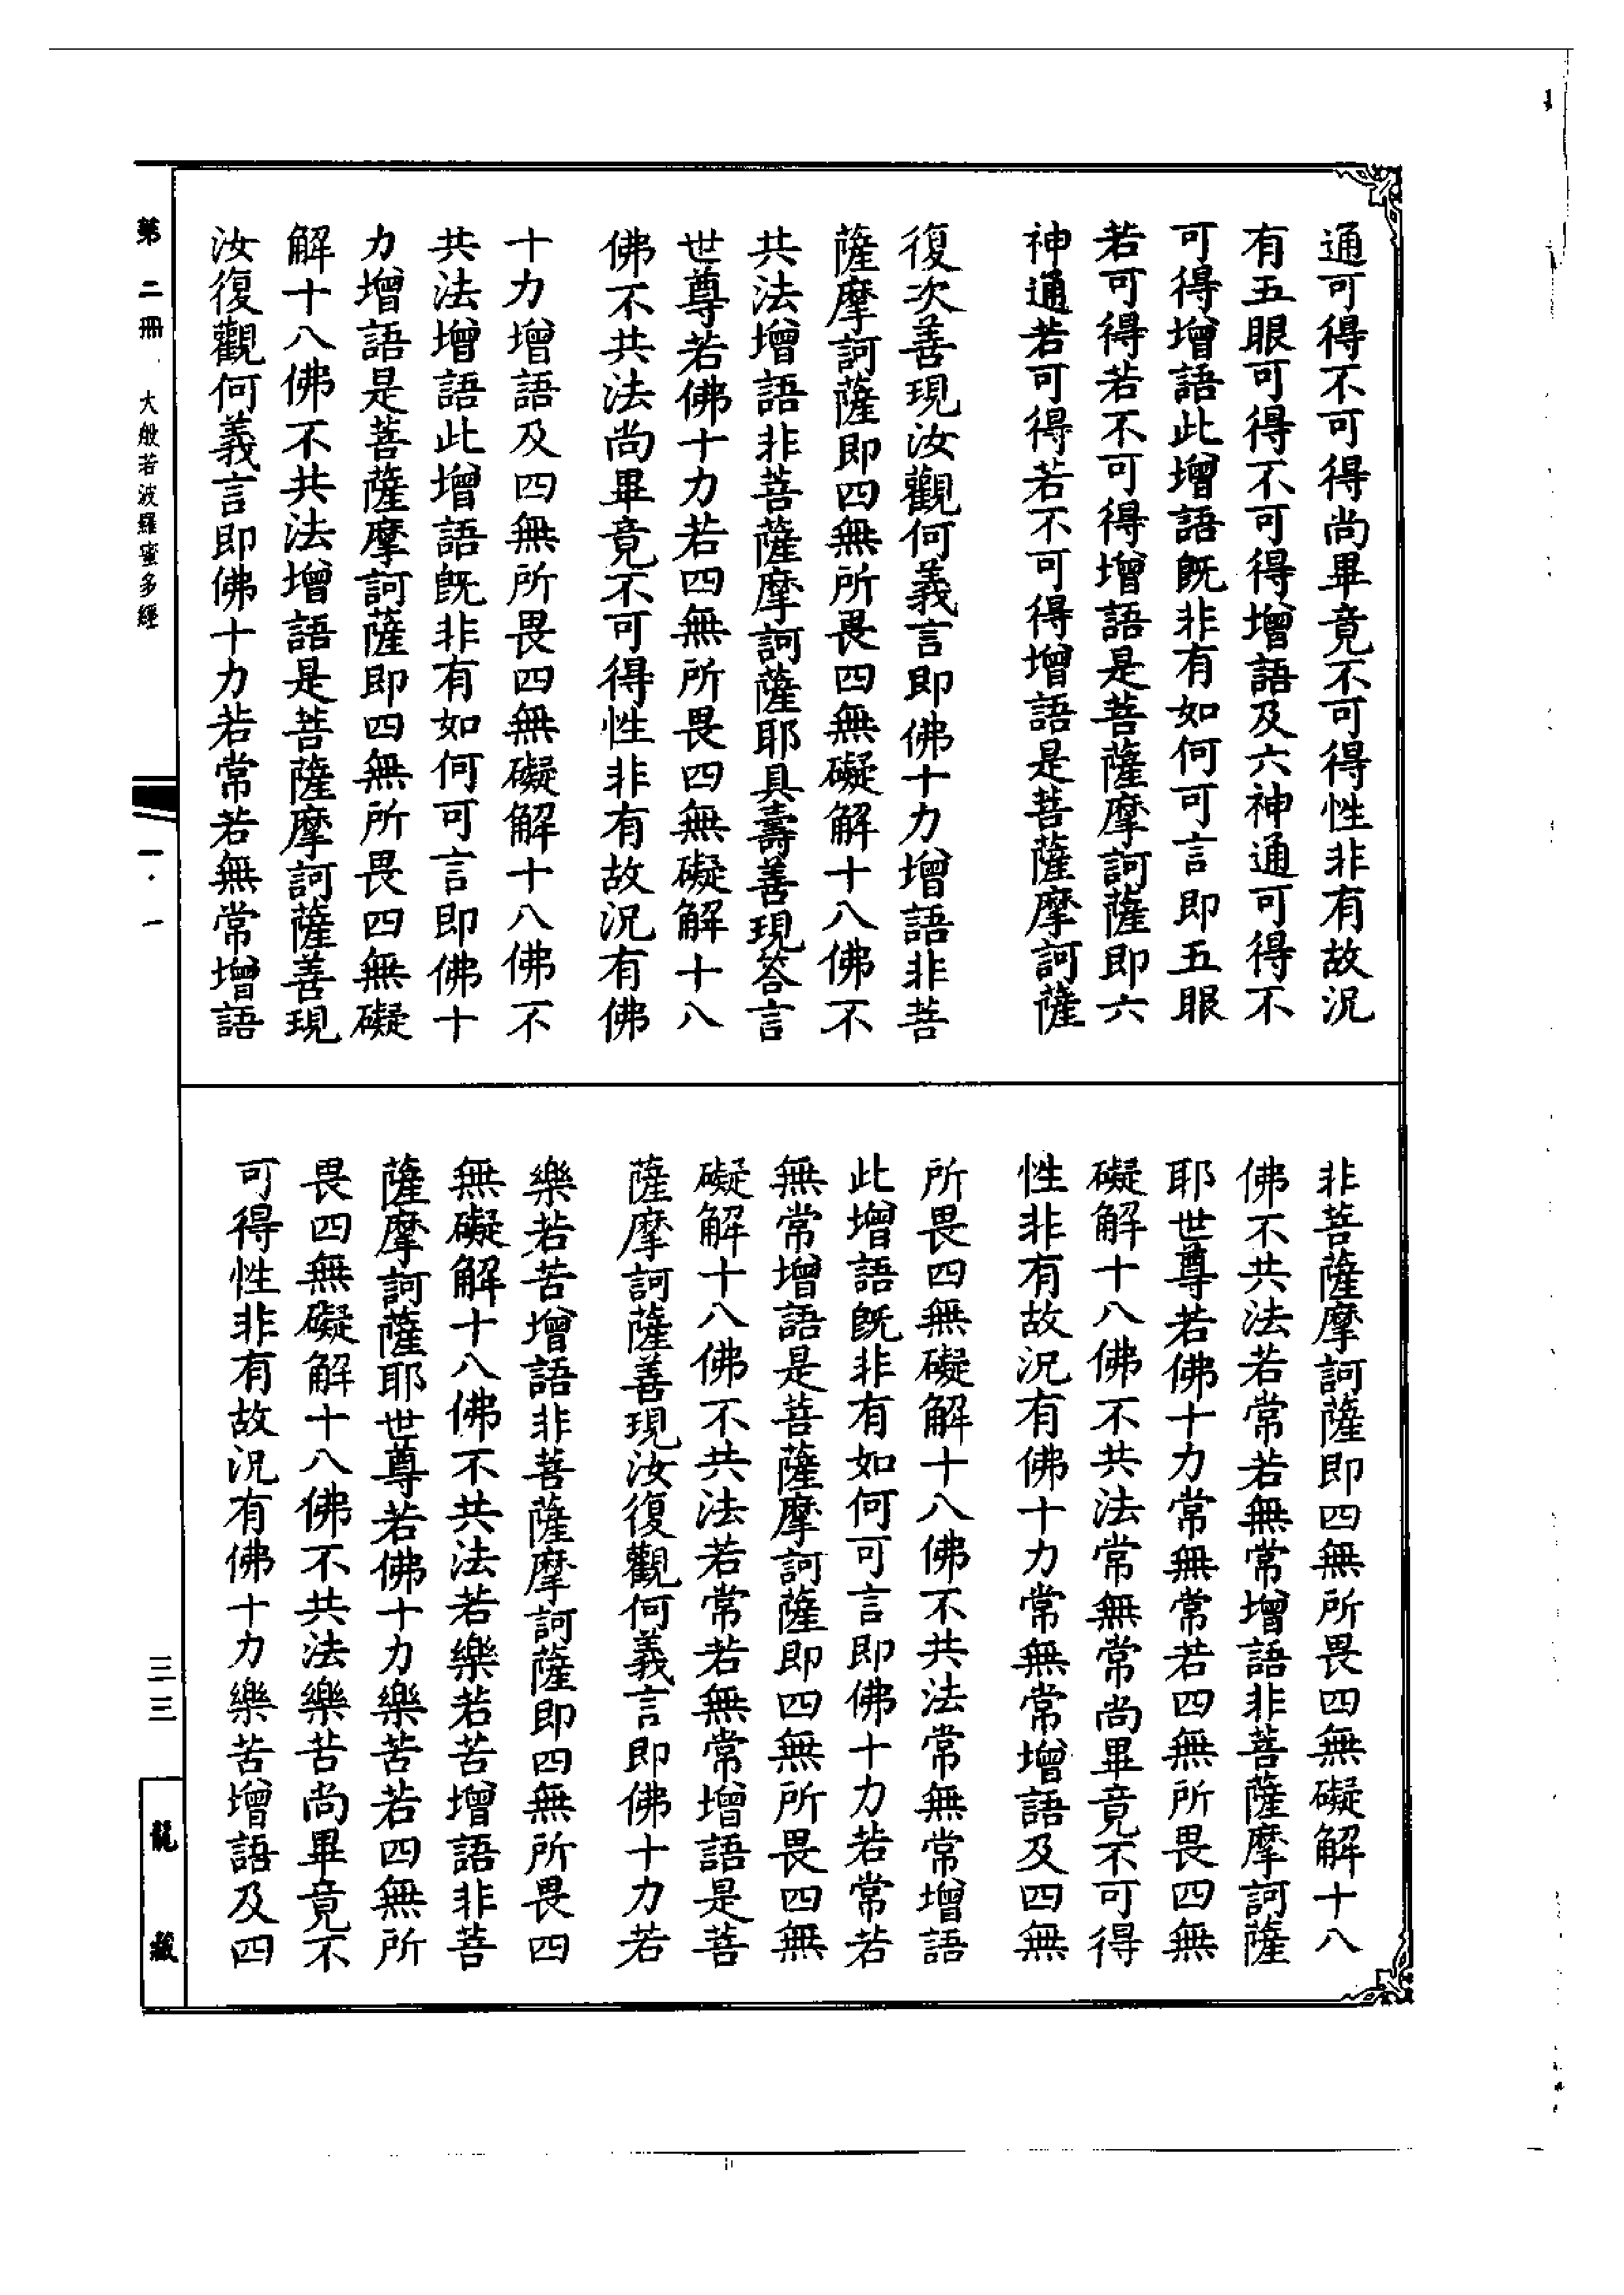 通可得不可得尚畢竟不可得性非有故況
有五眼可得不可得增語及六神通可得不
可得增語此增語旣非有如何可言即五眼
若可得若不可得增語是菩薩摩訶薩即六
神通若可得若不可得增語是菩薩摩訶薩
復次善現汝觀何義言即佛十力增語非菩
薩摩訶薩即四無所畏四無礙解十八佛不
共法增語非菩薩摩訶薩耶具壽善現答言
世尊若佛十力若四無所畏四無礙解十八
佛不共法尚畢竟不可得性非有故況有佛
十力增語及四無所畏四無礙解十八佛不
共法增語此增語旣非有如何可言即佛十
力增語是菩薩摩訶薩即四無所畏四無礙
解十八佛不共法增語是菩薩摩訶薩善現
汝復觀何義言即佛十力若常若無常增語
非菩薩摩訶薩即四無所畏四無礙解十八
佛不共法若常若無常增語非菩薩摩訶薩
耶世尊若佛十力常無常若四無所畏四無
礙解十八佛不共法常無常尚畢竟不可得
性非有故況有佛十力常無常增語及四無
所畏四無礙解十八佛不共法常無常增語
此增語旣非有如何可言即佛十力若常若
無常增語是菩薩摩訶薩即四無所畏四無
礙解十八佛不共法若常若無常增語是菩
薩摩訶薩善現汝復觀何義言即佛十力若
樂若苦增語非菩薩摩訶薩即四無所畏四
無礙解十八佛不共法若樂若苦增語非菩
薩摩訶薩耶世尊若佛十力樂苦若四無所
畏四無礙解十八佛不共法樂苦尚畢竟不
可得性非有故況有佛十力樂苦增語及四
第二冊 大般若波羅蜜多經
一·一
三三
龍藏